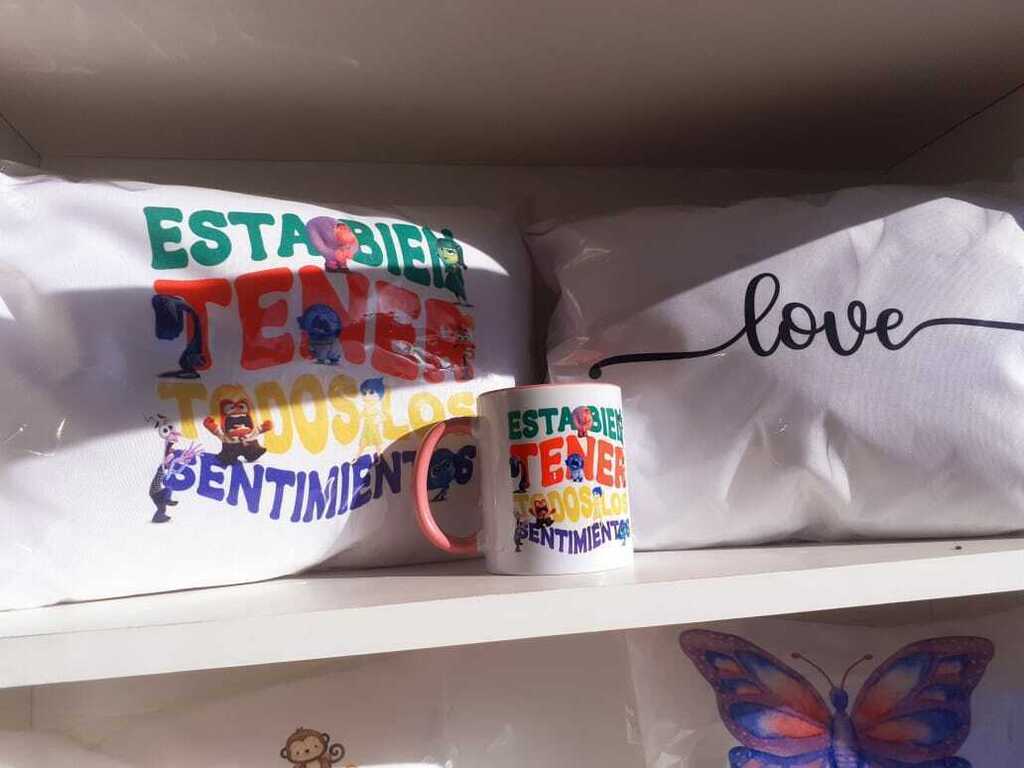 ESTA BIEN
TENER
TODOS LOS
SENTIMIENTOS
love
ESTA BIEN
TENER
TODOS LOS
SENTIMIENTOS